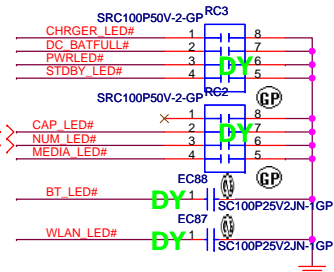 SRC100P50V-2-GP RC3
CHRGER_LED# 1 8
DC_BATFULL# 2 7
PWRLED# 3 6
STDBY_LED# 4 5
DY
GP
SRC100P50V-2-GP RC2
1 8
CAP_LED# 2 7
NUM_LED# 3 6
MEDIA_LED# 4 5
DY
GP
EC88
BT_LED# DY 1
SC100P25V2JN-1GP
EC87
WLAN_LED# DY 1
SC100P25V2JN-1GP